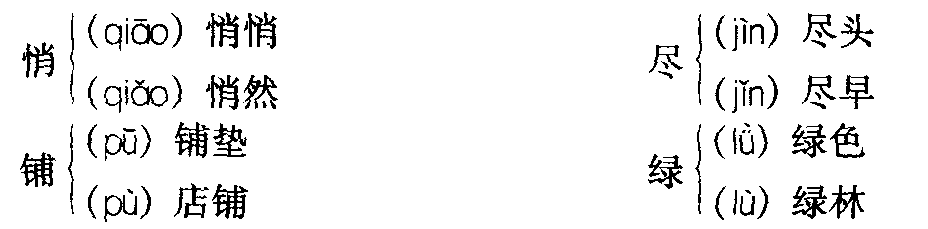 悄 (qiāo) 悄悄
(qiǎo) 悄然
铺 (pū) 铺垫
(pù) 店铺
尽 (jìn) 尽头
(jǐn) 尽早
绿 (lǜ) 绿色
(lù) 绿林